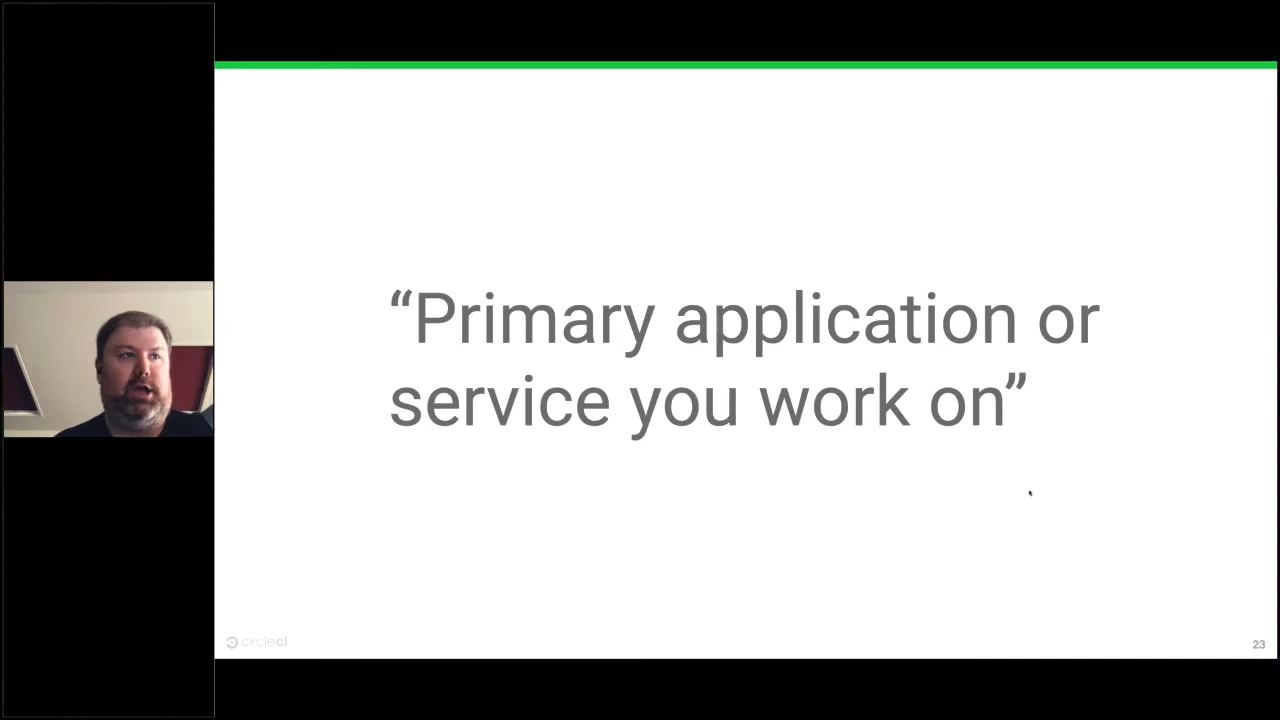 “Primary application or
service you work on”
circleci
23